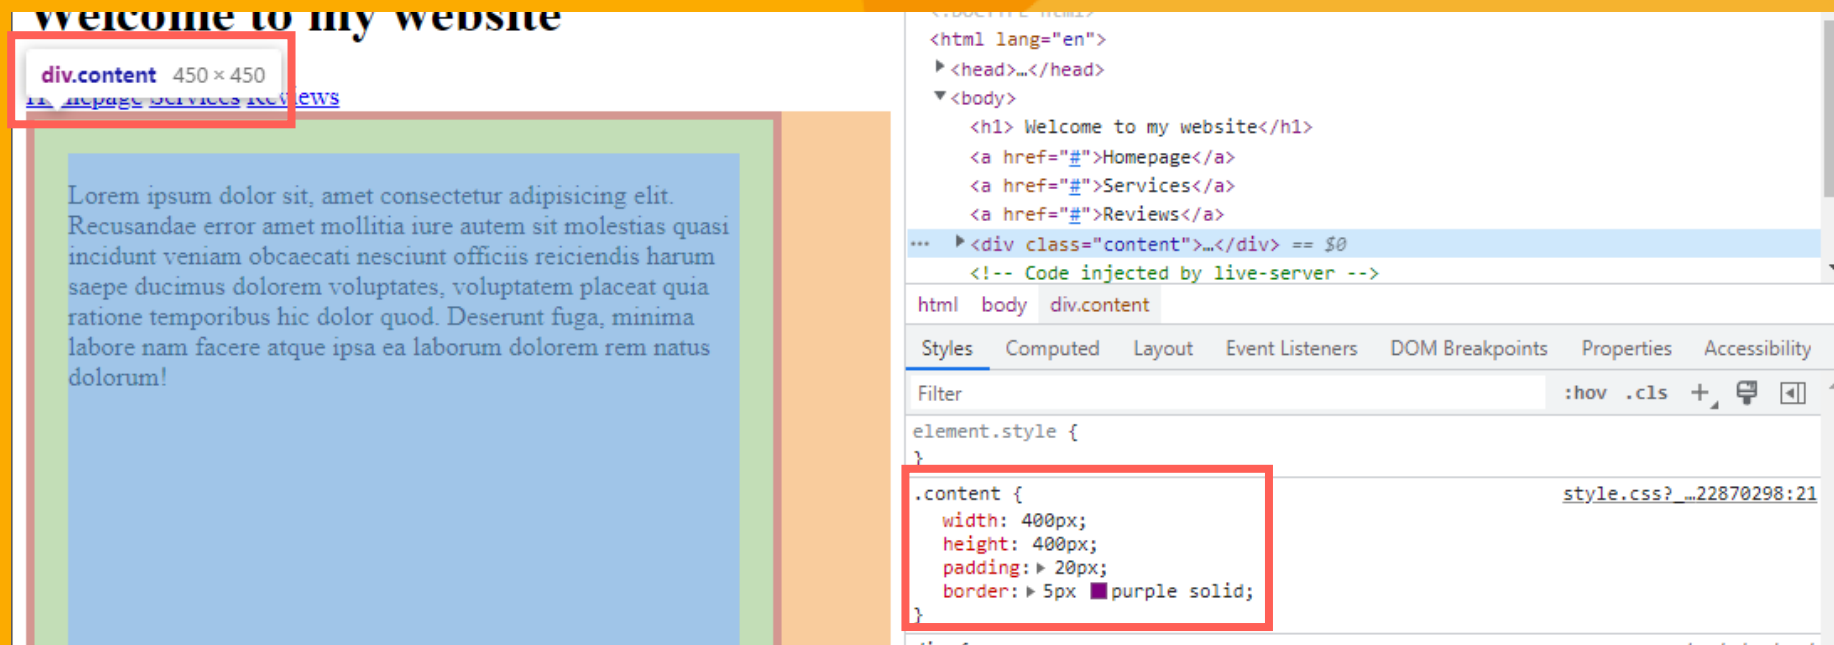 Welcome to my website
div.content 450 × 450
Homepage Services Reviews
Lorem ipsum dolor sit, amet consectetur adipisicing elit.
Recusandae error amet mollitia iure autem sit molestias quasi
incidunt veniam obcaecati nesciunt officiis reiciendis harum
saepe ducimus dolorem voluptates, voluptatem placeat quia
ratione temporibus hic dolor quod. Deserunt fuga, minima
labore nam facere atque ipsa ea laborum dolorem rem natus
dolorum!
<!DOCTYPE html>
<html lang="en">
<head>…</head>
<body>
<h1> Welcome to my website</h1>
<a href="#">Homepage</a>
<a href="#">Services</a>
<a href="#">Reviews</a>
<div class="content">…</div> == $0
<!-- Code injected by live-server -->
html body div.content
Styles Computed Layout Event Listeners DOM Breakpoints Properties Accessibility
Filter :hov .cls
element.style {
}
.content { style.css?_…22870298:21
width: 400px;
height: 400px;
padding: 20px;
border: 5px purple solid;
}